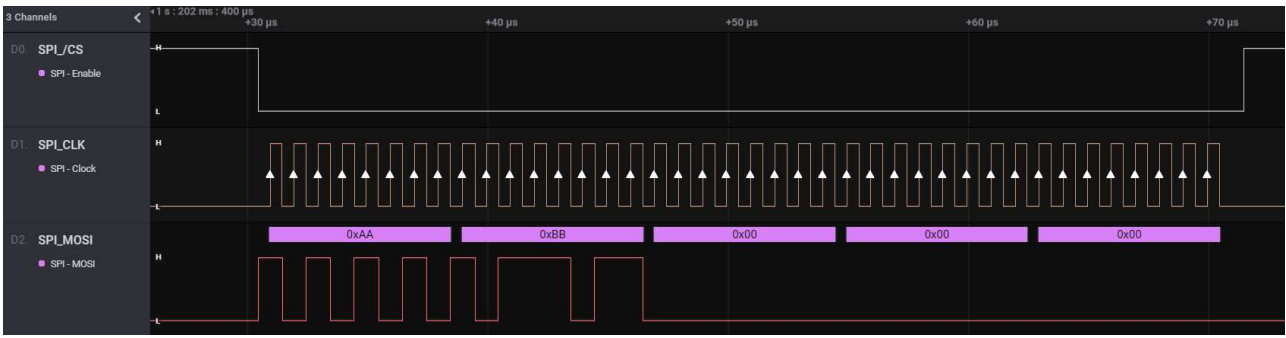 3 Channels
1 s : 202 ms : 400 µs
+30 µs +40 µs +50 µs +60 µs +70 µs
D0. SPI_/CS
SPI - Enable
H
L
D1. SPI_CLK
SPI - Clock
H
L
D2. SPI_MOSI
SPI - MOSI
0xAA 0xBB 0x00 0x00 0x00
H
L